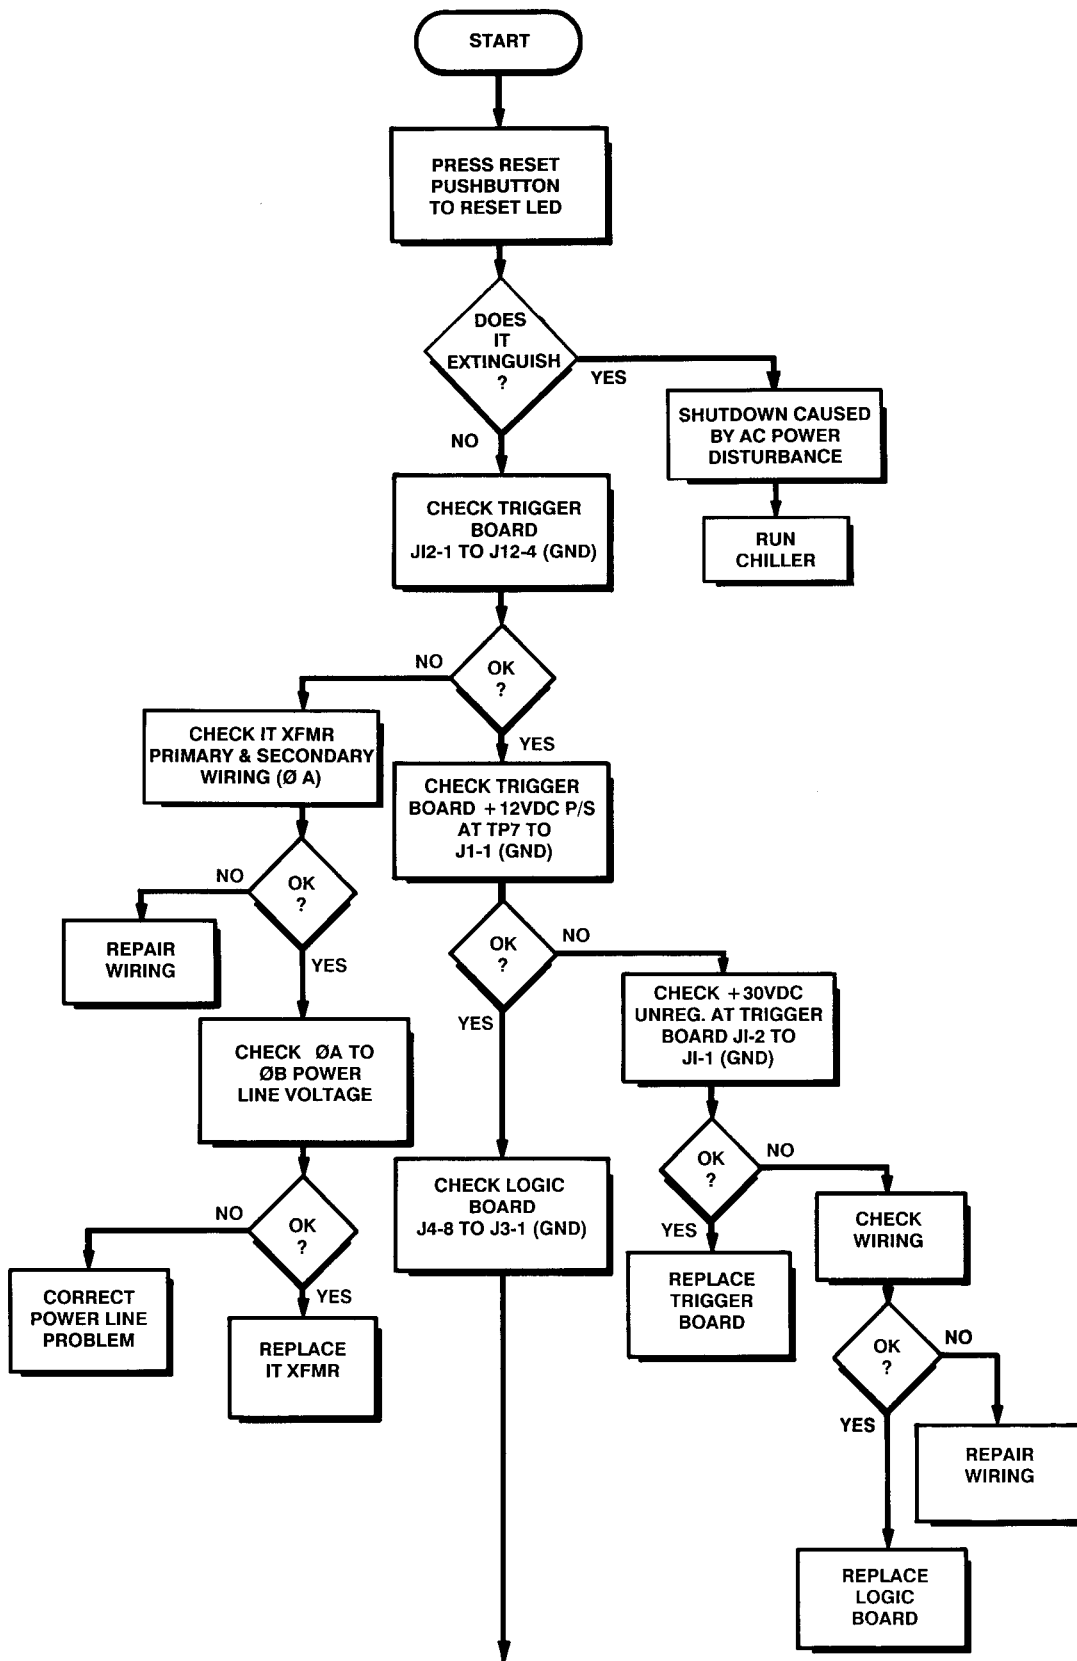 START
PRESS RESET
PUSHBUTTON
TO RESET LED
DOES
IT
EXTINGUISH
?
YES
NO
SHUTDOWN CAUSED
BY AC POWER
DISTURBANCE
RUN
CHILLER
CHECK TRIGGER
BOARD
JI2-1 TO J12-4 (GND)
OK
?
NO
YES
CHECK IT XFMR
PRIMARY & SECONDARY
WIRING (Ø A)
CHECK TRIGGER
BOARD +12VDC P/S
AT TP7 TO
J1-1 (GND)
OK
?
NO
YES
REPAIR
WIRING
OK
?
NO
YES
CHECK +30VDC
UNREG. AT TRIGGER
BOARD JI-2 TO
JI-1 (GND)
CHECK ØA TO
ØB POWER
LINE VOLTAGE
OK
?
NO
YES
CHECK LOGIC
BOARD
J4-8 TO J3-1 (GND)
OK
?
NO
YES
CHECK
WIRING
CORRECT
POWER LINE
PROBLEM
REPLACE
IT XFMR
REPLACE
TRIGGER
BOARD
OK
?
NO
YES
REPAIR
WIRING
REPLACE
LOGIC
BOARD